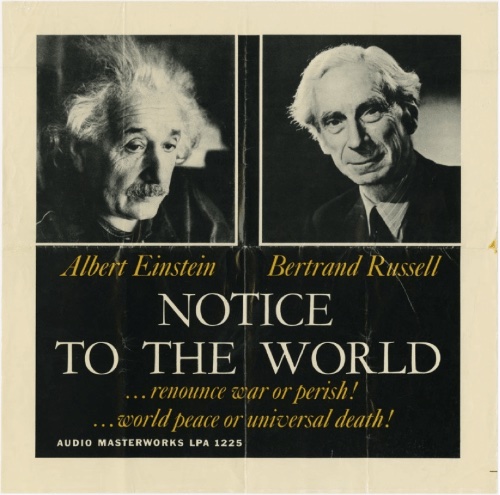 Albert Einstein Bertrand Russell
NOTICE
TO THE WORLD
...renounce war or perish!
...world peace or universal death!
AUDIO MASTERWORKS LPA 1225